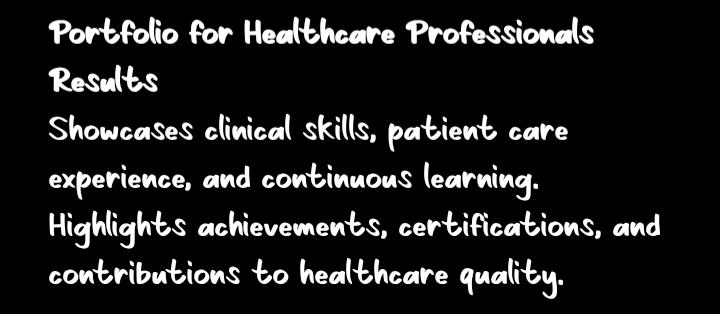 Portfolio for Healthcare Professionals
Results
Showcases clinical skills, patient care
experience, and continuous learning.
Highlights achievements, certifications, and
contributions to healthcare quality.